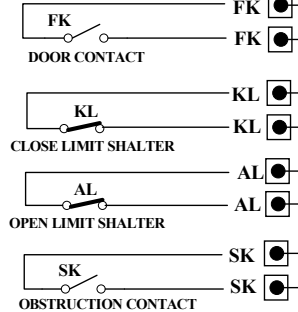 FK
FK
FK
DOOR CONTACT
KL
KL
KL
CLOSE LIMIT SHALTER
AL
AL
AL
OPEN LIMIT SHALTER
SK
SK
SK
OBSTRUCTION CONTACT